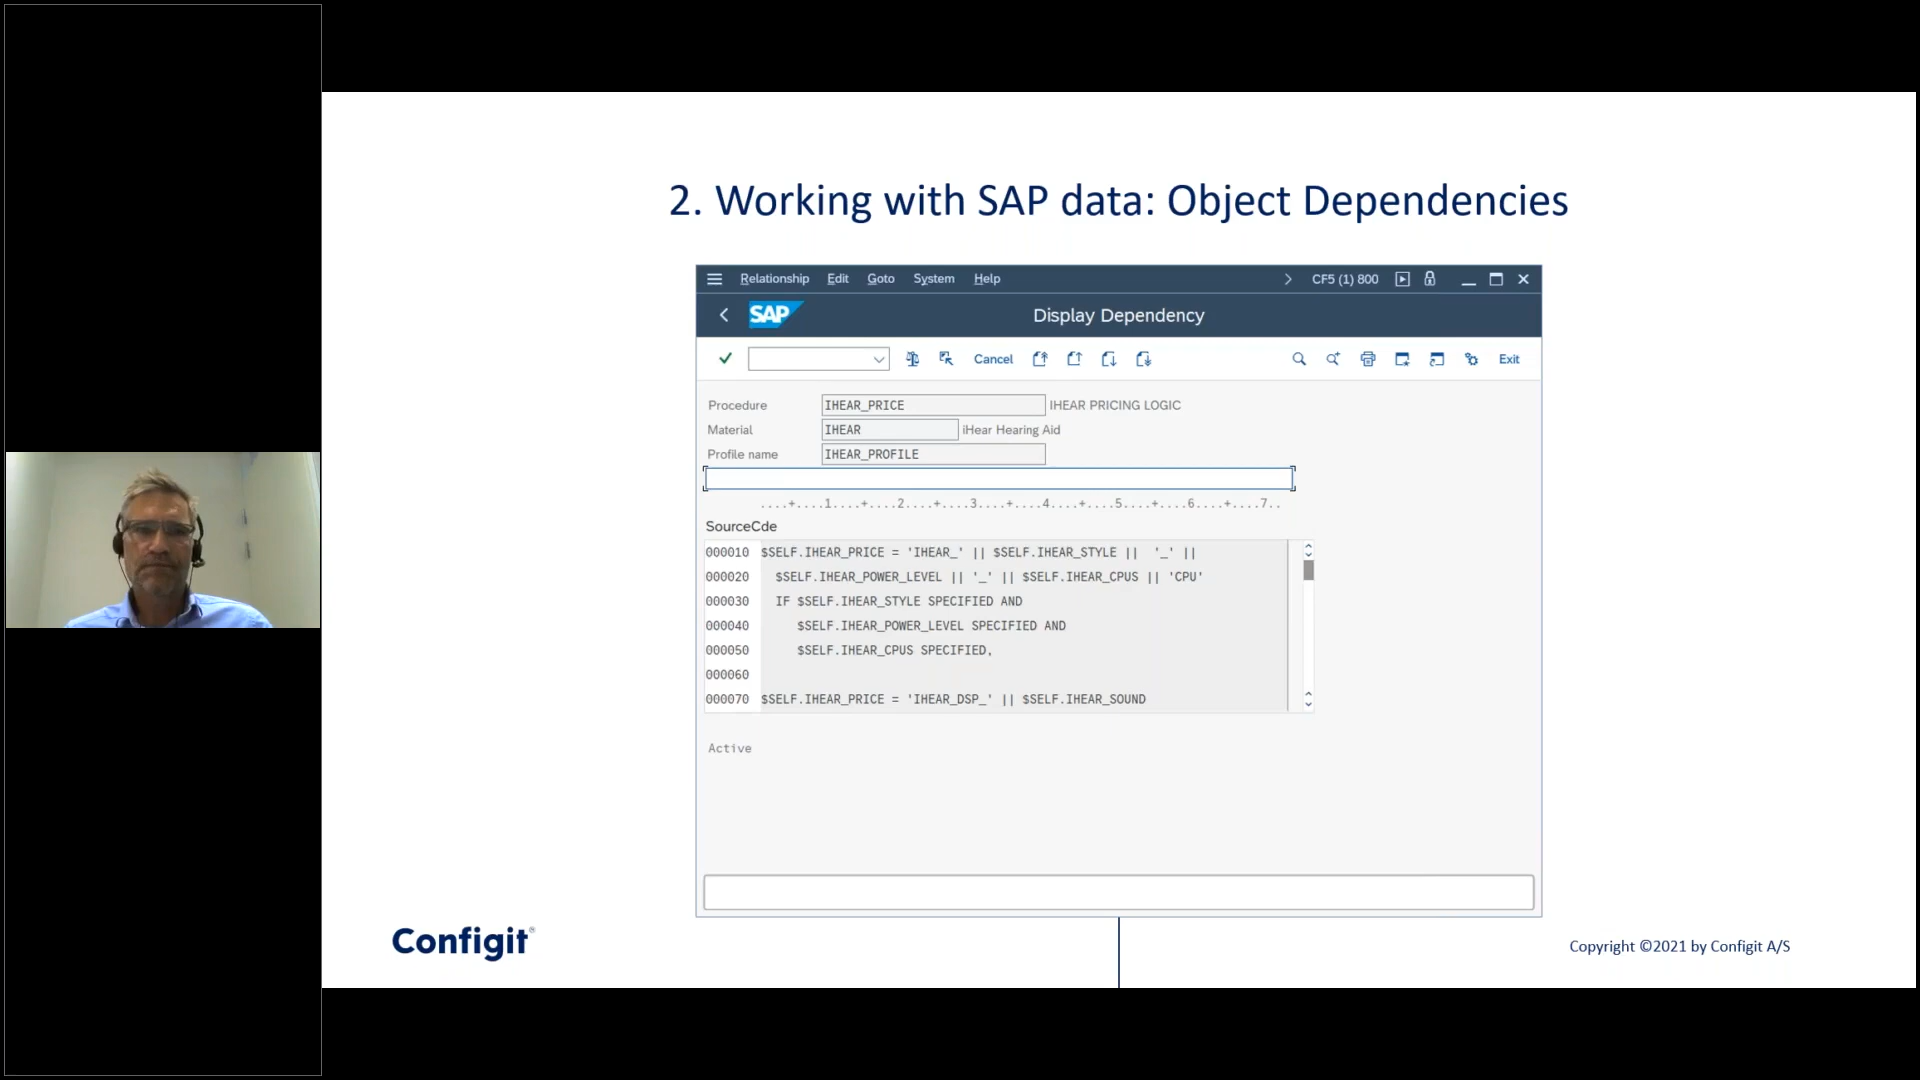 2. Working with SAP data: Object Dependencies
Relationship Edit Goto System Help CF5 (1) 800
SAP Display Dependency
Cancel Exit
Procedure IHEAR_PRICE IHEAR PRICING LOGIC
Material IHEAR iHear Hearing Aid
Profile name IHEAR_PROFILE
....+....1....+....2....+....3....+....4....+....5....+....6....+....7..
SourceCde
000010 $SELF.IHEAR_PRICE = 'IHEAR_' || $SELF.IHEAR_STYLE ||  '_' ||
000020   $SELF.IHEAR_POWER_LEVEL || '_' || $SELF.IHEAR_CPUS || 'CPU'
000030   IF $SELF.IHEAR_STYLE SPECIFIED AND
000040      $SELF.IHEAR_POWER_LEVEL SPECIFIED AND
000050      $SELF.IHEAR_CPUS SPECIFIED,
000060
000070 $SELF.IHEAR_PRICE = 'IHEAR_DSP_' || $SELF.IHEAR_SOUND
Active
Configit®
Copyright ©2021 by Configit A/S